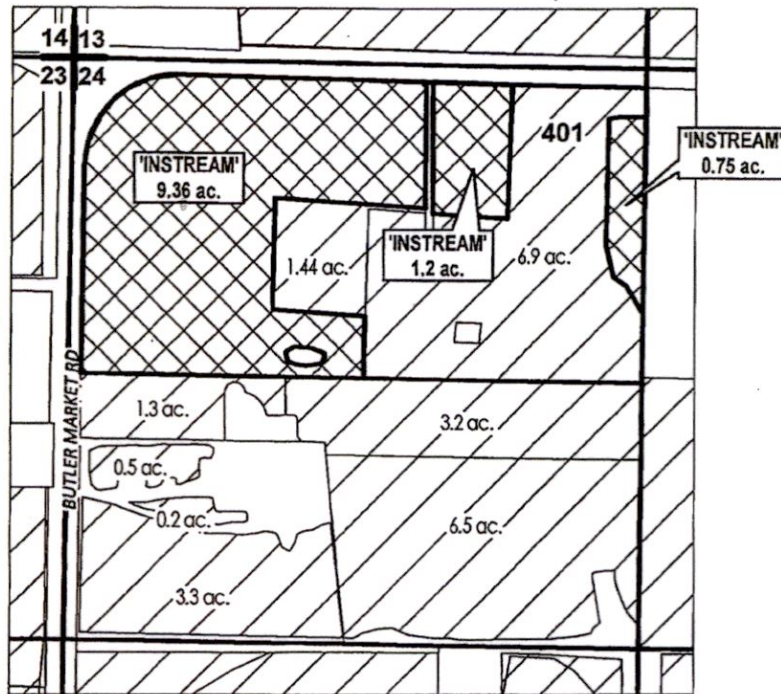 14 13
23 24
401
'INSTREAM'
0.75 ac.
'INSTREAM'
9.36 ac.
'INSTREAM'
1.2 ac.
1.44 ac.
6.9 ac.
BUTLER MARKET RD
1.3 ac.
3.2 ac.
0.5 ac.
0.2 ac.
6.5 ac.
3.3 ac.